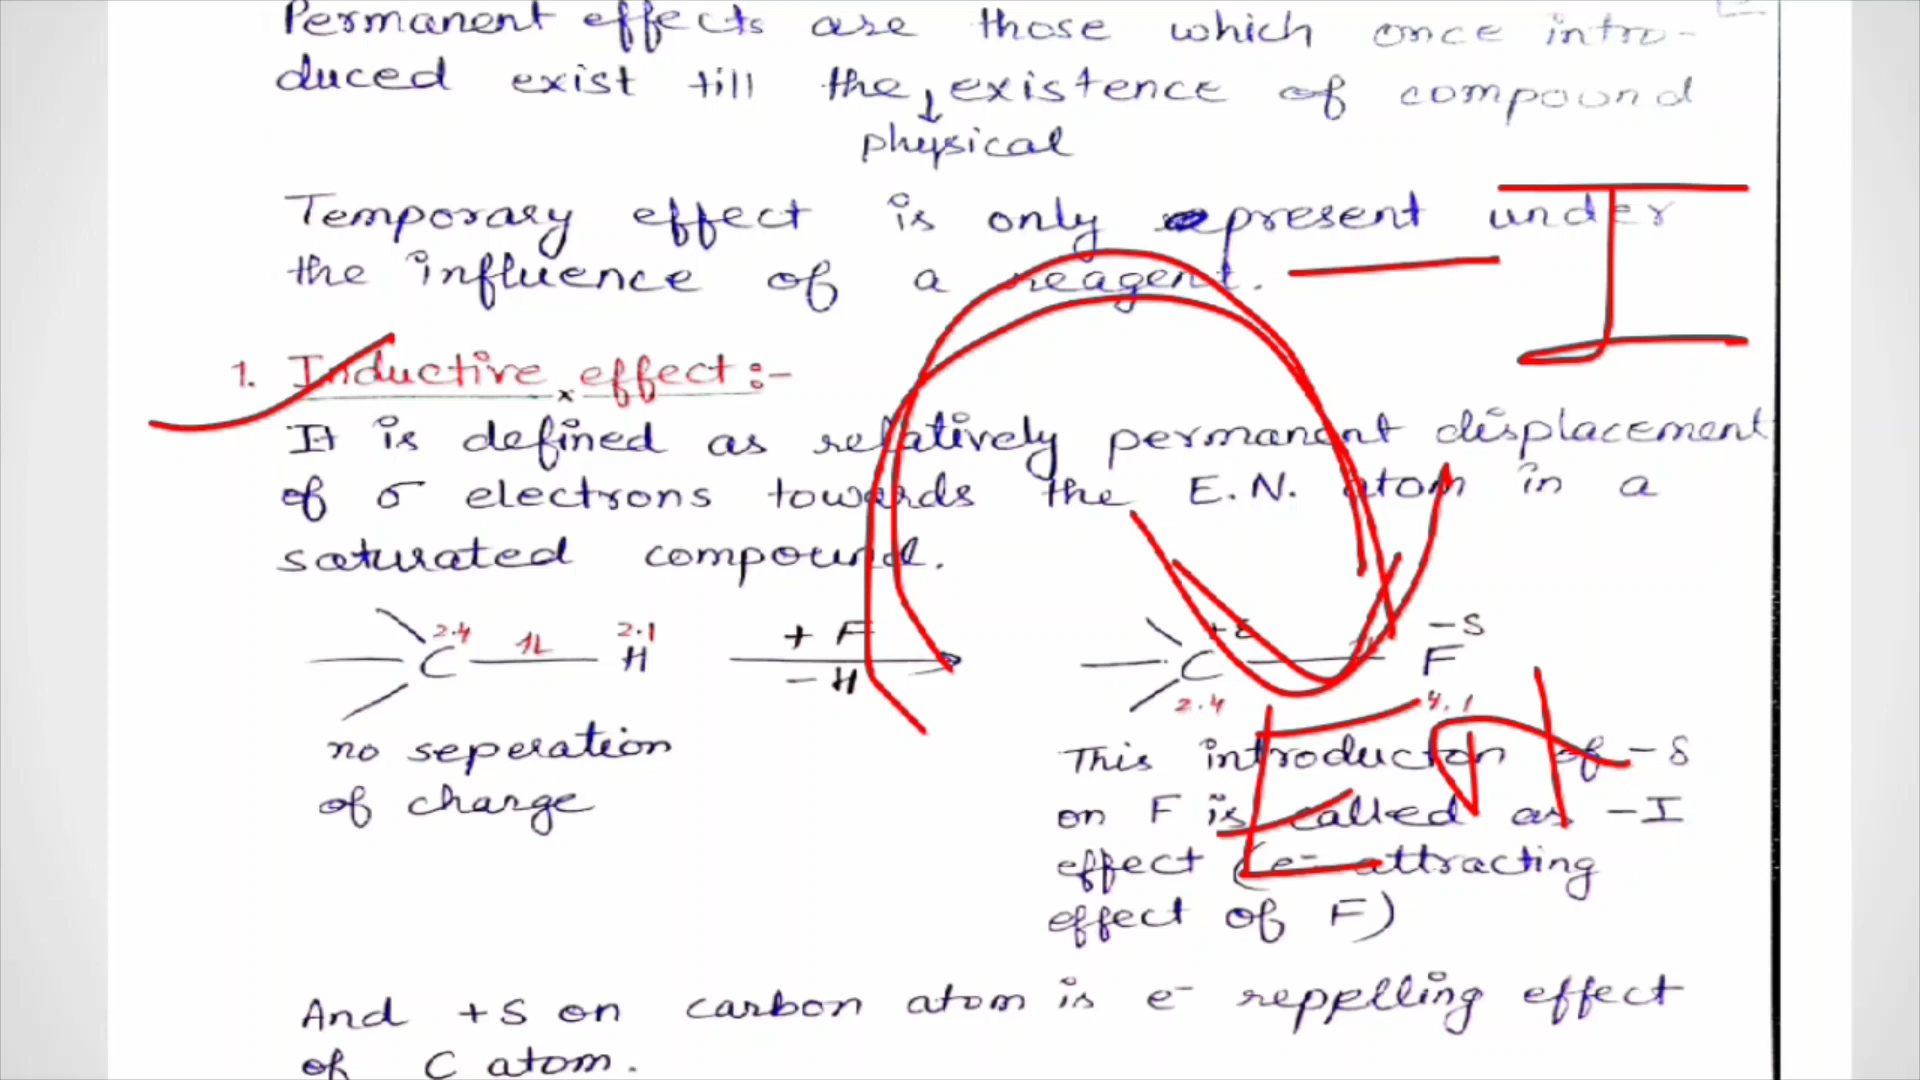 Permanent effects are those which once intro-
duced exist till the existence of compound
physical
Temporary effect is only present under
the influence of a reagent.
I
1. Inductive effect:-
It is defined as relatively permanent displacement
of σ electrons towards the E.N. atom in a
saturated compound.
2.4 1L 2.1 + F +δ -S
C H C F
- H 2.4 4.1
no seperation
of charge
This introducton of -S
on F is called as -I
effect (e- attracting
effect of F)
And +S on carbon atom is e- reppelling effect
of C atom.